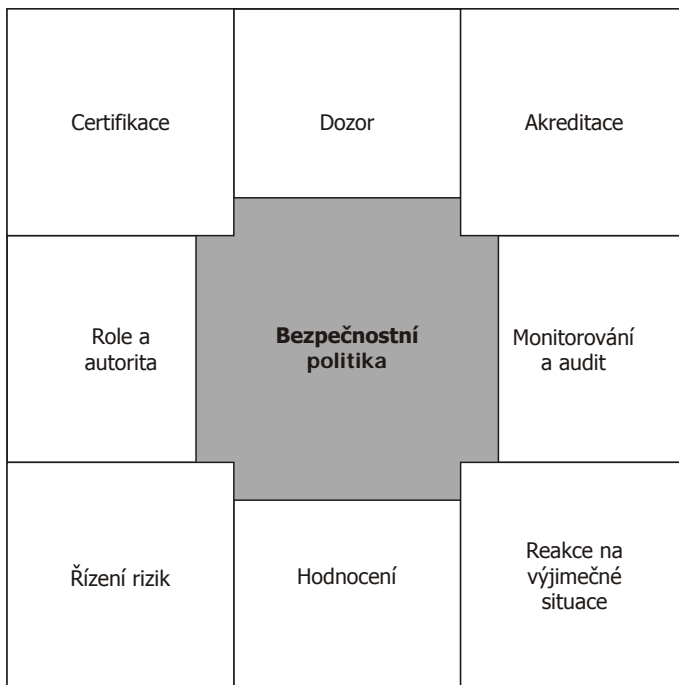 Certifikace
Dozor
Akreditace
Role a
autorita
Bezpečnostní
politika
Monitorování
a audit
Řízení rizik
Hodnocení
Reakce na
výjimečné
situace